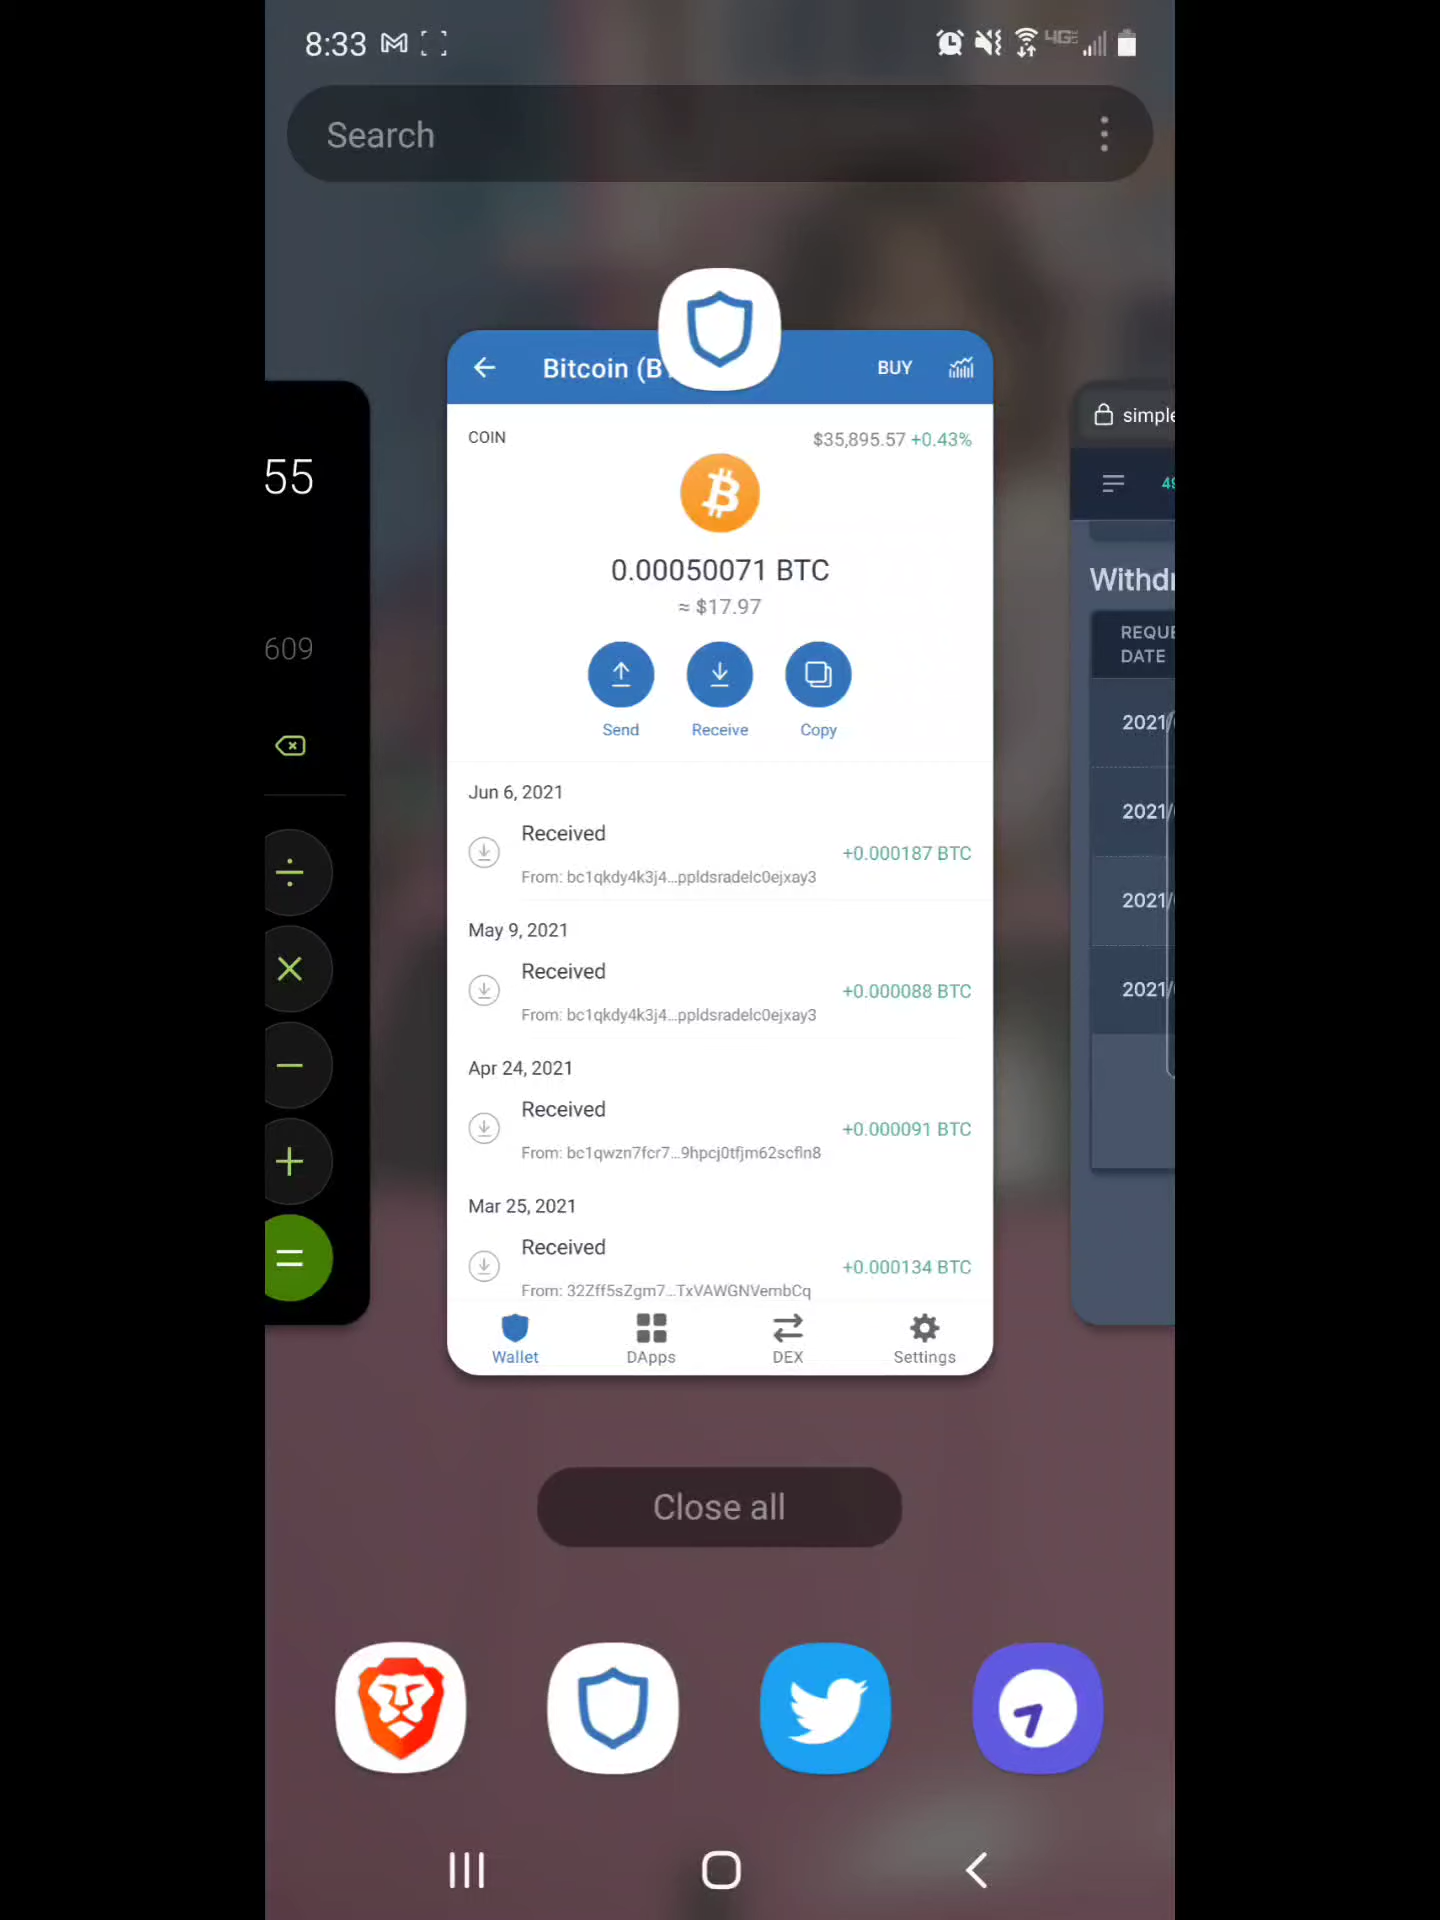 8:33
4G
Search
55
609
Bitcoin (B
BUY
COIN
$35,895.57 +0.43%
0.00050071 BTC
≈ $17.97
Send
Receive
Copy
Jun 6, 2021
Received
+0.000187 BTC
From: bc1qkdy4k3j4...ppldsradelc0ejxay3
May 9, 2021
Received
+0.000088 BTC
From: bc1qkdy4k3j4...ppldsradelc0ejxay3
Apr 24, 2021
Received
+0.000091 BTC
From: bc1qwzn7fcr7...9hpcj0tfjm62scfln8
Mar 25, 2021
Received
+0.000134 BTC
From: 32Zff5sZgm7...TxVAWGNVembCq
Wallet
DApps
DEX
Settings
simple
49
Withdr
REQUE
DATE
2021/
2021/
2021/
2021/
Close all